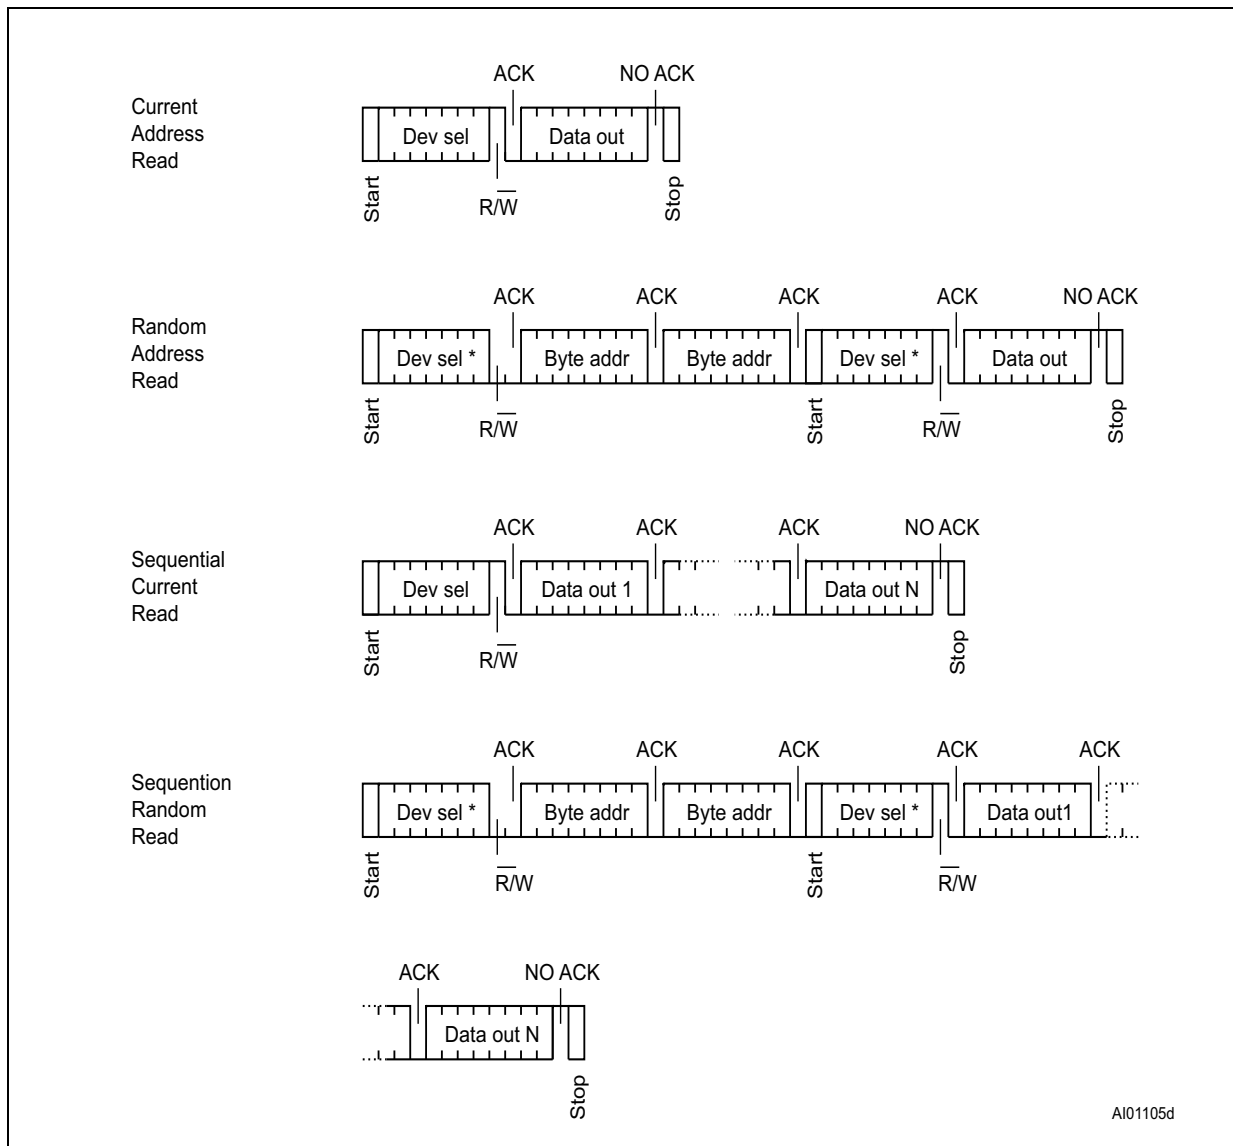 ACK NO ACK
Current
Address
Read
Dev sel Data out
Start R/W Stop
ACK ACK ACK ACK NO ACK
Random
Address
Read
Dev sel * Byte addr Byte addr Dev sel * Data out
Start R/W Start R/W Stop
ACK ACK ACK NO ACK
Sequential
Current
Read
Dev sel Data out 1 Data out N
Start R/W Stop
ACK ACK ACK ACK ACK
Sequention
Random
Read
Dev sel * Byte addr Byte addr Dev sel * Data out1
Start R/W Start R/W
ACK NO ACK
Data out N
Stop
AI01105d